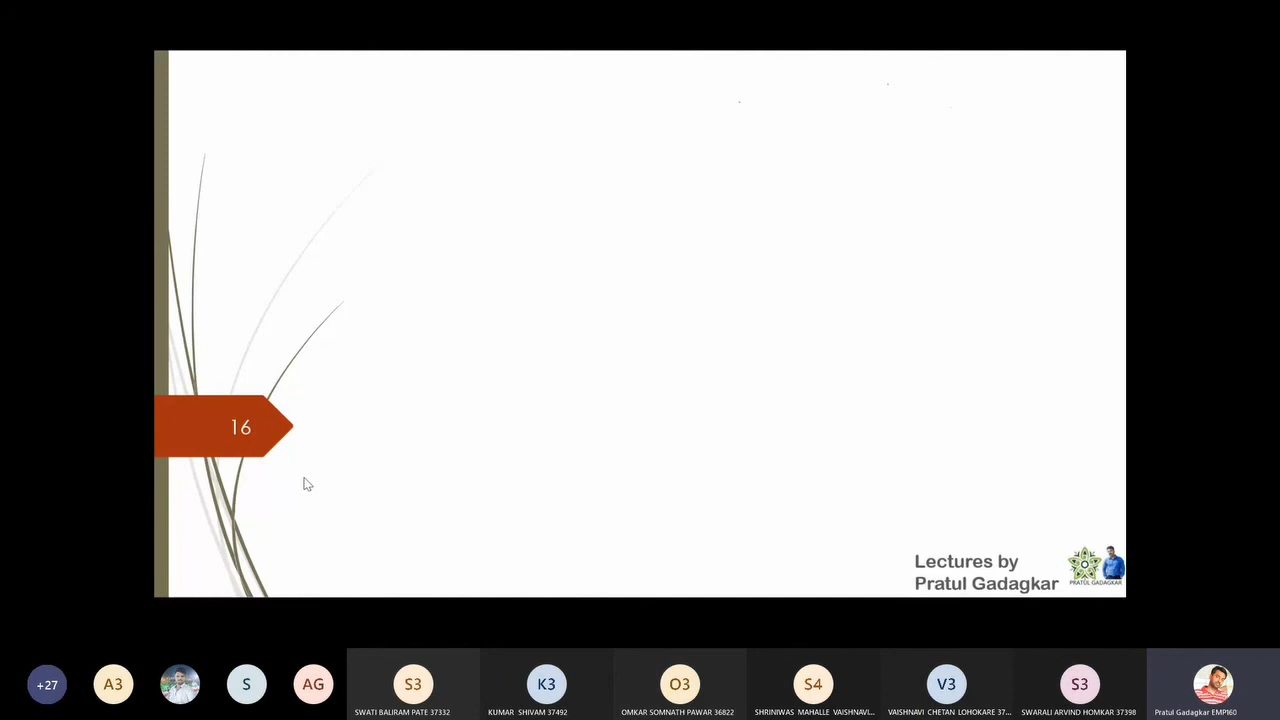 16
Lectures by
Pratul Gadagkar
PRATUL GADAGKAR
+27
A3
S
AG
S3
K3
O3
S4
V3
S3
SWATI BALIRAM PATE 37332
KUMAR SHIVAM 37492
OMKAR SOMNATH PAWAR 36822
SHRINIWAS MAHALLE VAISHNAVI...
VAISHNAVI CHETAN LOHOKARE 37...
SWARALI ARVIND HOMKAR 37398
Pratul Gadagkar EMP160